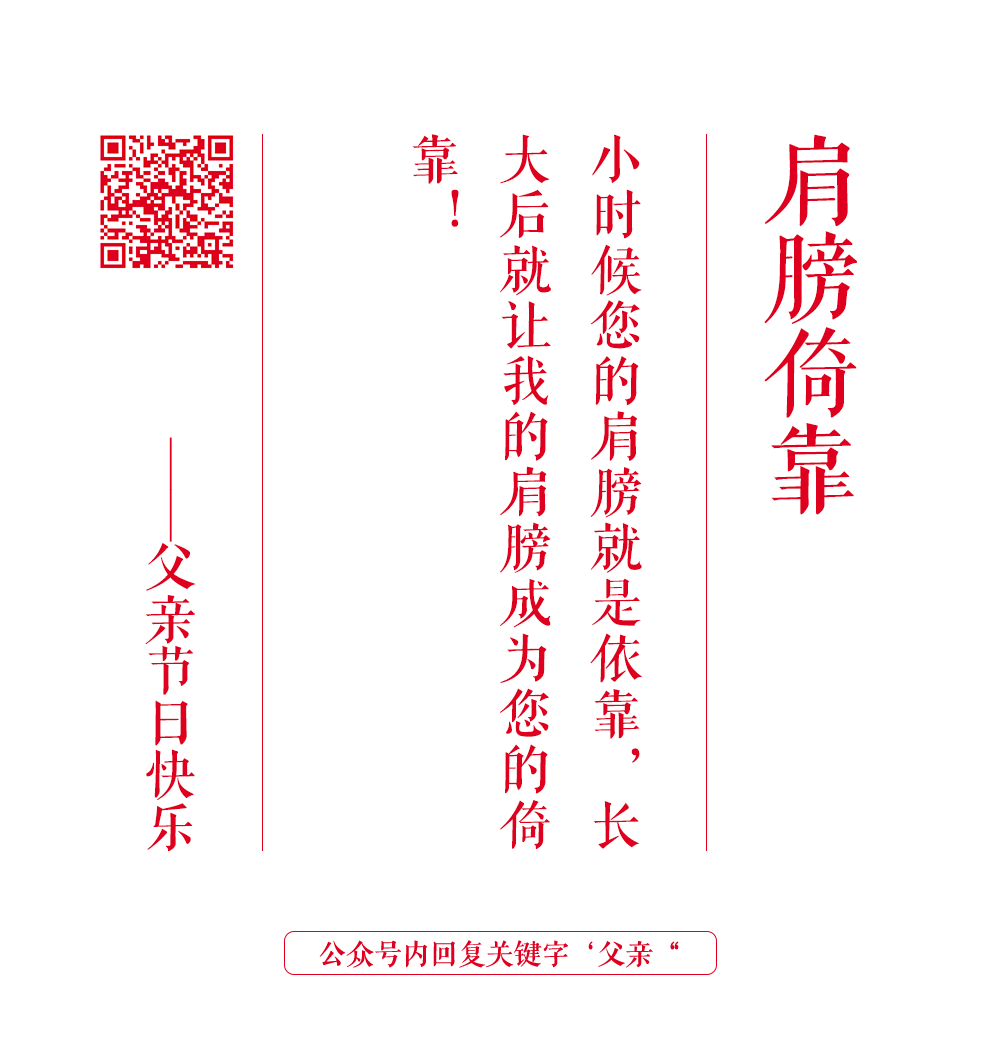 肩膀倚靠
小时候您的肩膀就是依靠，长
大后就让我的肩膀成为您的倚
靠！
——父亲节日快乐
公众号内回复关键字‘父亲“